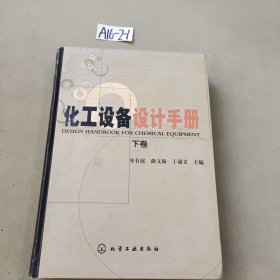 A16-2-1
化工设备设计手册
DESIGN HANDBOOK FOR CHEMICAL EQUIPMENT
下卷
朱有庭 曲文海 于浦义 主编
化学工业出版社